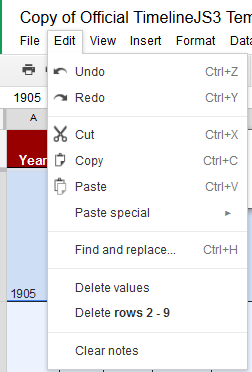 Copy of Official TimelineJS3 Tem
File Edit View Insert Format Data
1905
A
Year
1905
Undo Ctrl+Z
Redo Ctrl+Y
Cut Ctrl+X
Copy Ctrl+C
Paste Ctrl+V
Paste special
Find and replace... Ctrl+H
Delete values
Delete rows 2 - 9
Clear notes